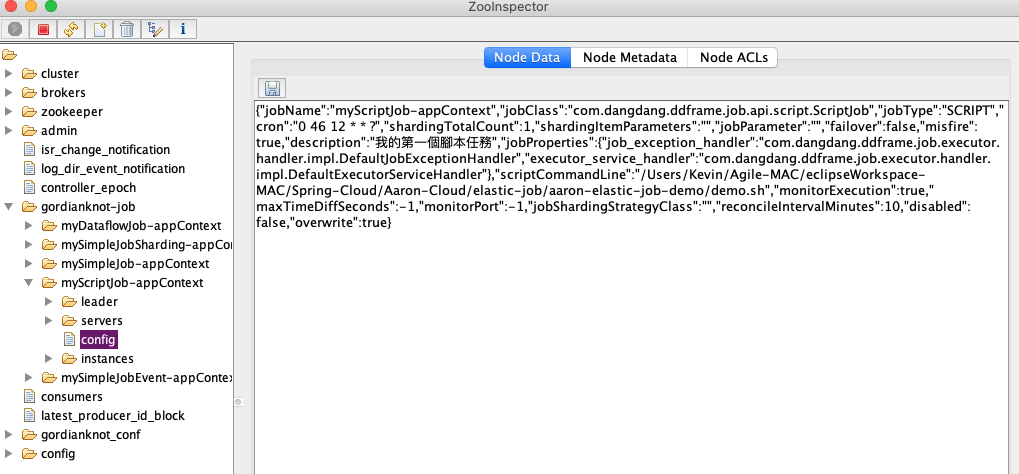 ZooInspector
Node Data
Node Metadata
Node ACLs
cluster
brokers
zookeeper
admin
isr_change_notification
log_dir_event_notification
controller_epoch
gordianknot-job
myDataflowJob-appContext
mySimpleJobSharding-appCo
mySimpleJob-appContext
myScriptJob-appContext
leader
servers
config
instances
mySimpleJobEvent-appContex
consumers
latest_producer_id_block
gordianknot_conf
config
{"jobName":"myScriptJob-appContext","jobClass":"com.dangdang.ddframe.job.api.script.ScriptJob","jobType":"SCRIPT","
cron":"0 46 12 * * ?","shardingTotalCount":1,"shardingItemParameters":"","jobParameter":"","failover":false,"misfire":
true,"description":"我的第一個腳本任務","jobProperties":{"job_exception_handler":"com.dangdang.ddframe.job.executor.
handler.impl.DefaultJobExceptionHandler","executor_service_handler":"com.dangdang.ddframe.job.executor.handler.
impl.DefaultExecutorServiceHandler"},"scriptCommandLine":"/Users/Kevin/Agile-MAC/eclipseWorkspace-
MAC/Spring-Cloud/Aaron-Cloud/elastic-job/aaron-elastic-job-demo/demo.sh","monitorExecution":true,"
maxTimeDiffSeconds":-1,"monitorPort":-1,"jobShardingStrategyClass":"","reconcileIntervalMinutes":10,"disabled":
false,"overwrite":true}